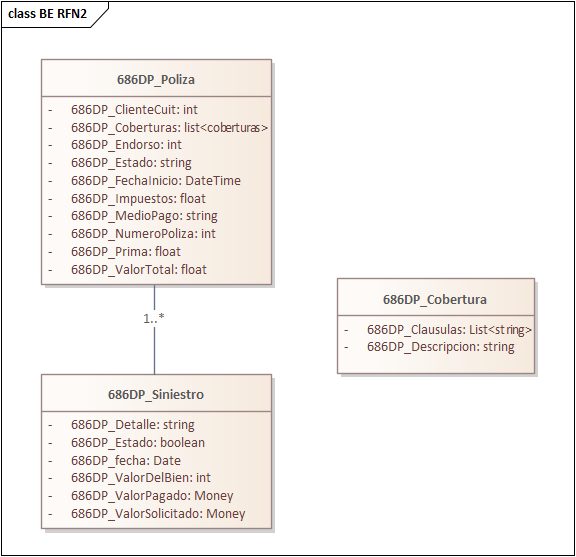 class BE RFN2
686DP_Poliza
- 686DP_ClienteCuit: int
- 686DP_Coberturas: list<coberturas>
- 686DP_Endorso: int
- 686DP_Estado: string
- 686DP_FechaInicio: DateTime
- 686DP_Impuestos: float
- 686DP_MedioPago: string
- 686DP_NumeroPoliza: int
- 686DP_Prima: float
- 686DP_ValorTotal: float
1..*
686DP_Cobertura
- 686DP_Clausulas: List<string>
- 686DP_Descripcion: string
686DP_Siniestro
- 686DP_Detalle: string
- 686DP_Estado: boolean
- 686DP_fecha: Date
- 686DP_ValorDelBien: int
- 686DP_ValorPagado: Money
- 686DP_ValorSolicitado: Money